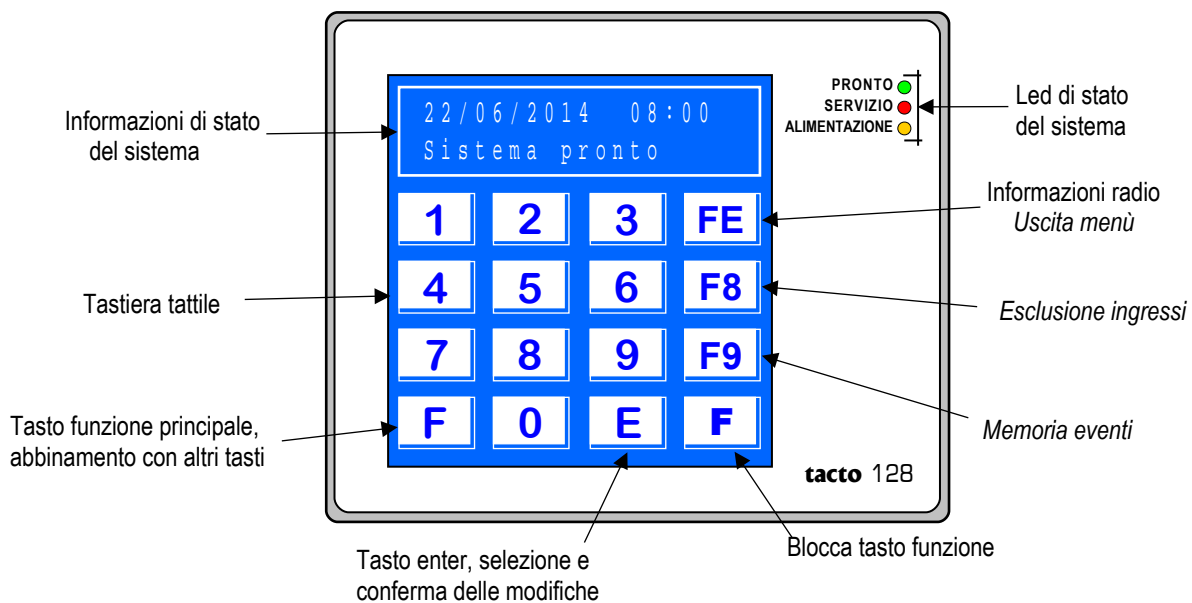 PRONTO
SERVIZIO
ALIMENTAZIONE
Led di stato
del sistema
Informazioni di stato
del sistema
22/06/2014 08:00
Sistema pronto
Informazioni radio
Uscita menù
1 2 3 FE
Tastiera tattile
4 5 6 F8
Esclusione ingressi
7 8 9 F9
Tasto funzione principale,
abbinamento con altri tasti
F 0 E F
Memoria eventi
tacto 128
Tasto enter, selezione e
conferma delle modifiche
Blocca tasto funzione